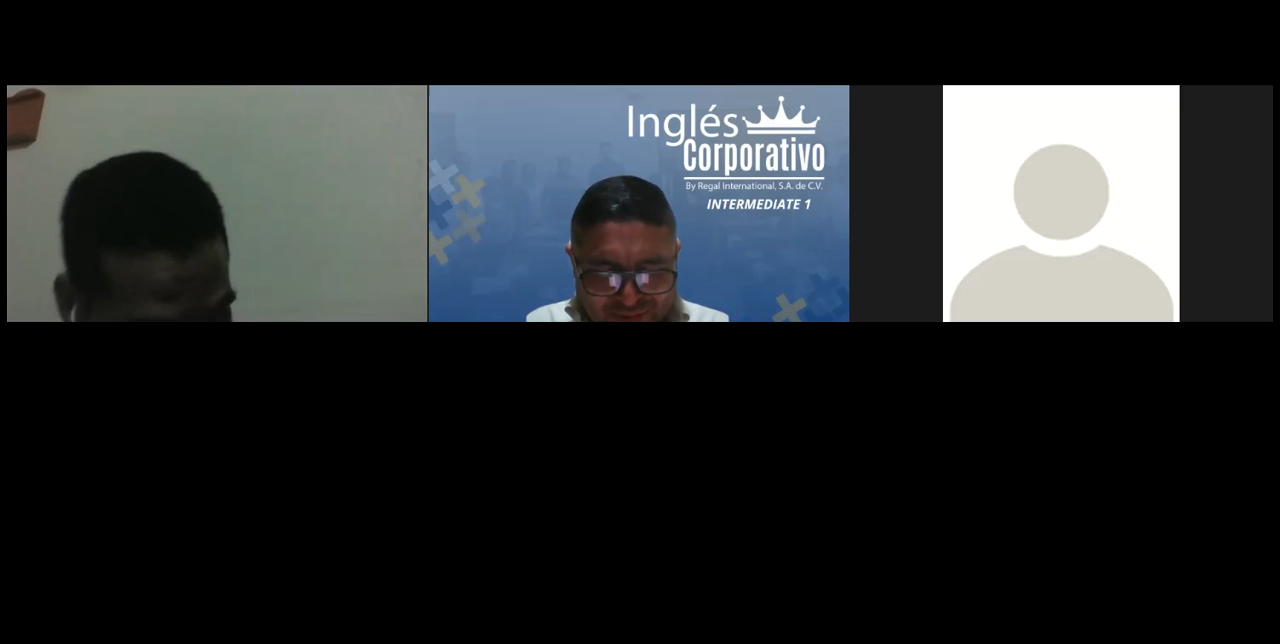 Inglés
Corporativo
By Regal International, S.A. de C.V.
INTERMEDIATE 1